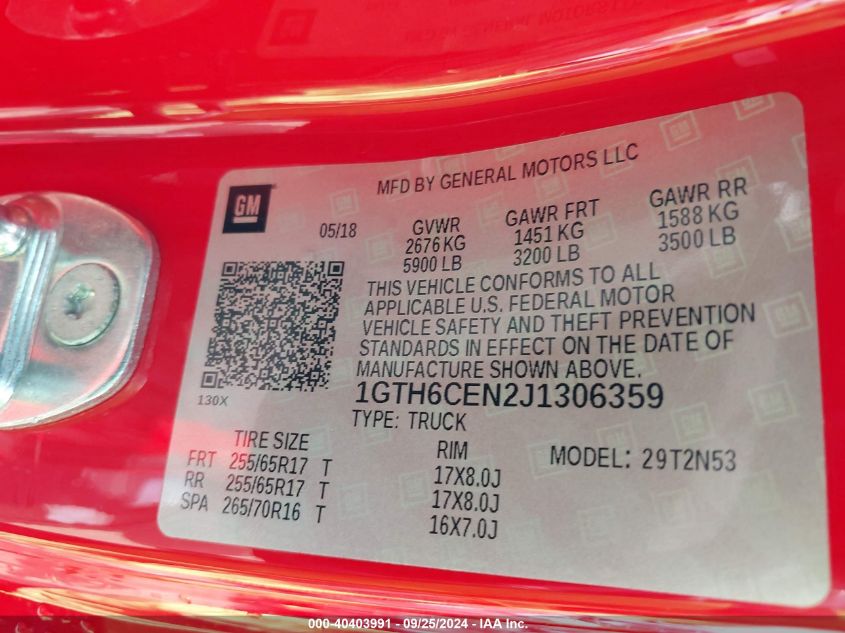 MFD BY GENERAL MOTORS LLC
GM
05/18
GVWR GAWR FRT GAWR RR
2676 KG 1451 KG 1588 KG
5900 LB 3200 LB 3500 LB
THIS VEHICLE CONFORMS TO ALL
APPLICABLE U.S. FEDERAL MOTOR
VEHICLE SAFETY AND THEFT PREVENTION
STANDARDS IN EFFECT ON THE DATE OF
MANUFACTURE SHOWN ABOVE.
130X
1GTH6CEN2J1306359
TYPE: TRUCK
TIRE SIZE RIM MODEL: 29T2N53
FRT 255/65R17 T 17X8.0J
RR 255/65R17 T 17X8.0J
SPA 265/70R16 T 16X7.0J
000-40403991 - 09/25/2024 - IAA Inc.